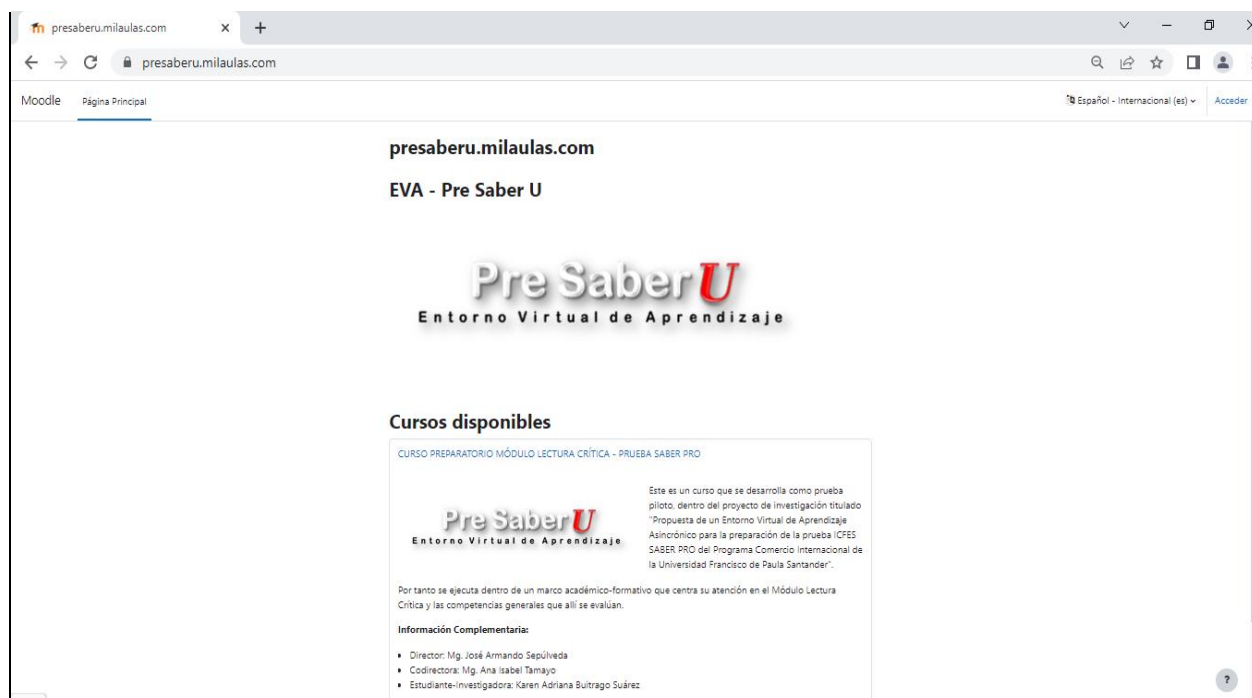 presaberu.milaulas.com
presaberu.milaulas.com
Moodle Página Principal Español - Internacional (es) Acceder
presaberu.milaulas.com
EVA - Pre Saber U
Pre Saber U
Entorno Virtual de Aprendizaje
Cursos disponibles
CURSO PREPARATORIO MÓDULO LECTURA CRÍTICA - PRUEBA SABER PRO
Pre Saber U
Entorno Virtual de Aprendizaje
Este es un curso que se desarrolla como prueba
piloto, dentro del proyecto de investigación titulado
"Propuesta de un Entorno Virtual de Aprendizaje
Asincrónico para la preparación de la prueba ICFES
SABER PRO del Programa Comercio Internacional de
la Universidad Francisco de Paula Santander".
Por tanto se ejecuta dentro de un marco académico-formativo que centra su atención en el Módulo Lectura
Crítica y las competencias generales que allí se evalúan.
Información Complementaria:
• Director: Mg. José Armando Sepúlveda
• Codirectora: Mg. Ana Isabel Tamayo
• Estudiante-Investigadora: Karen Adriana Buitrago Suárez
?